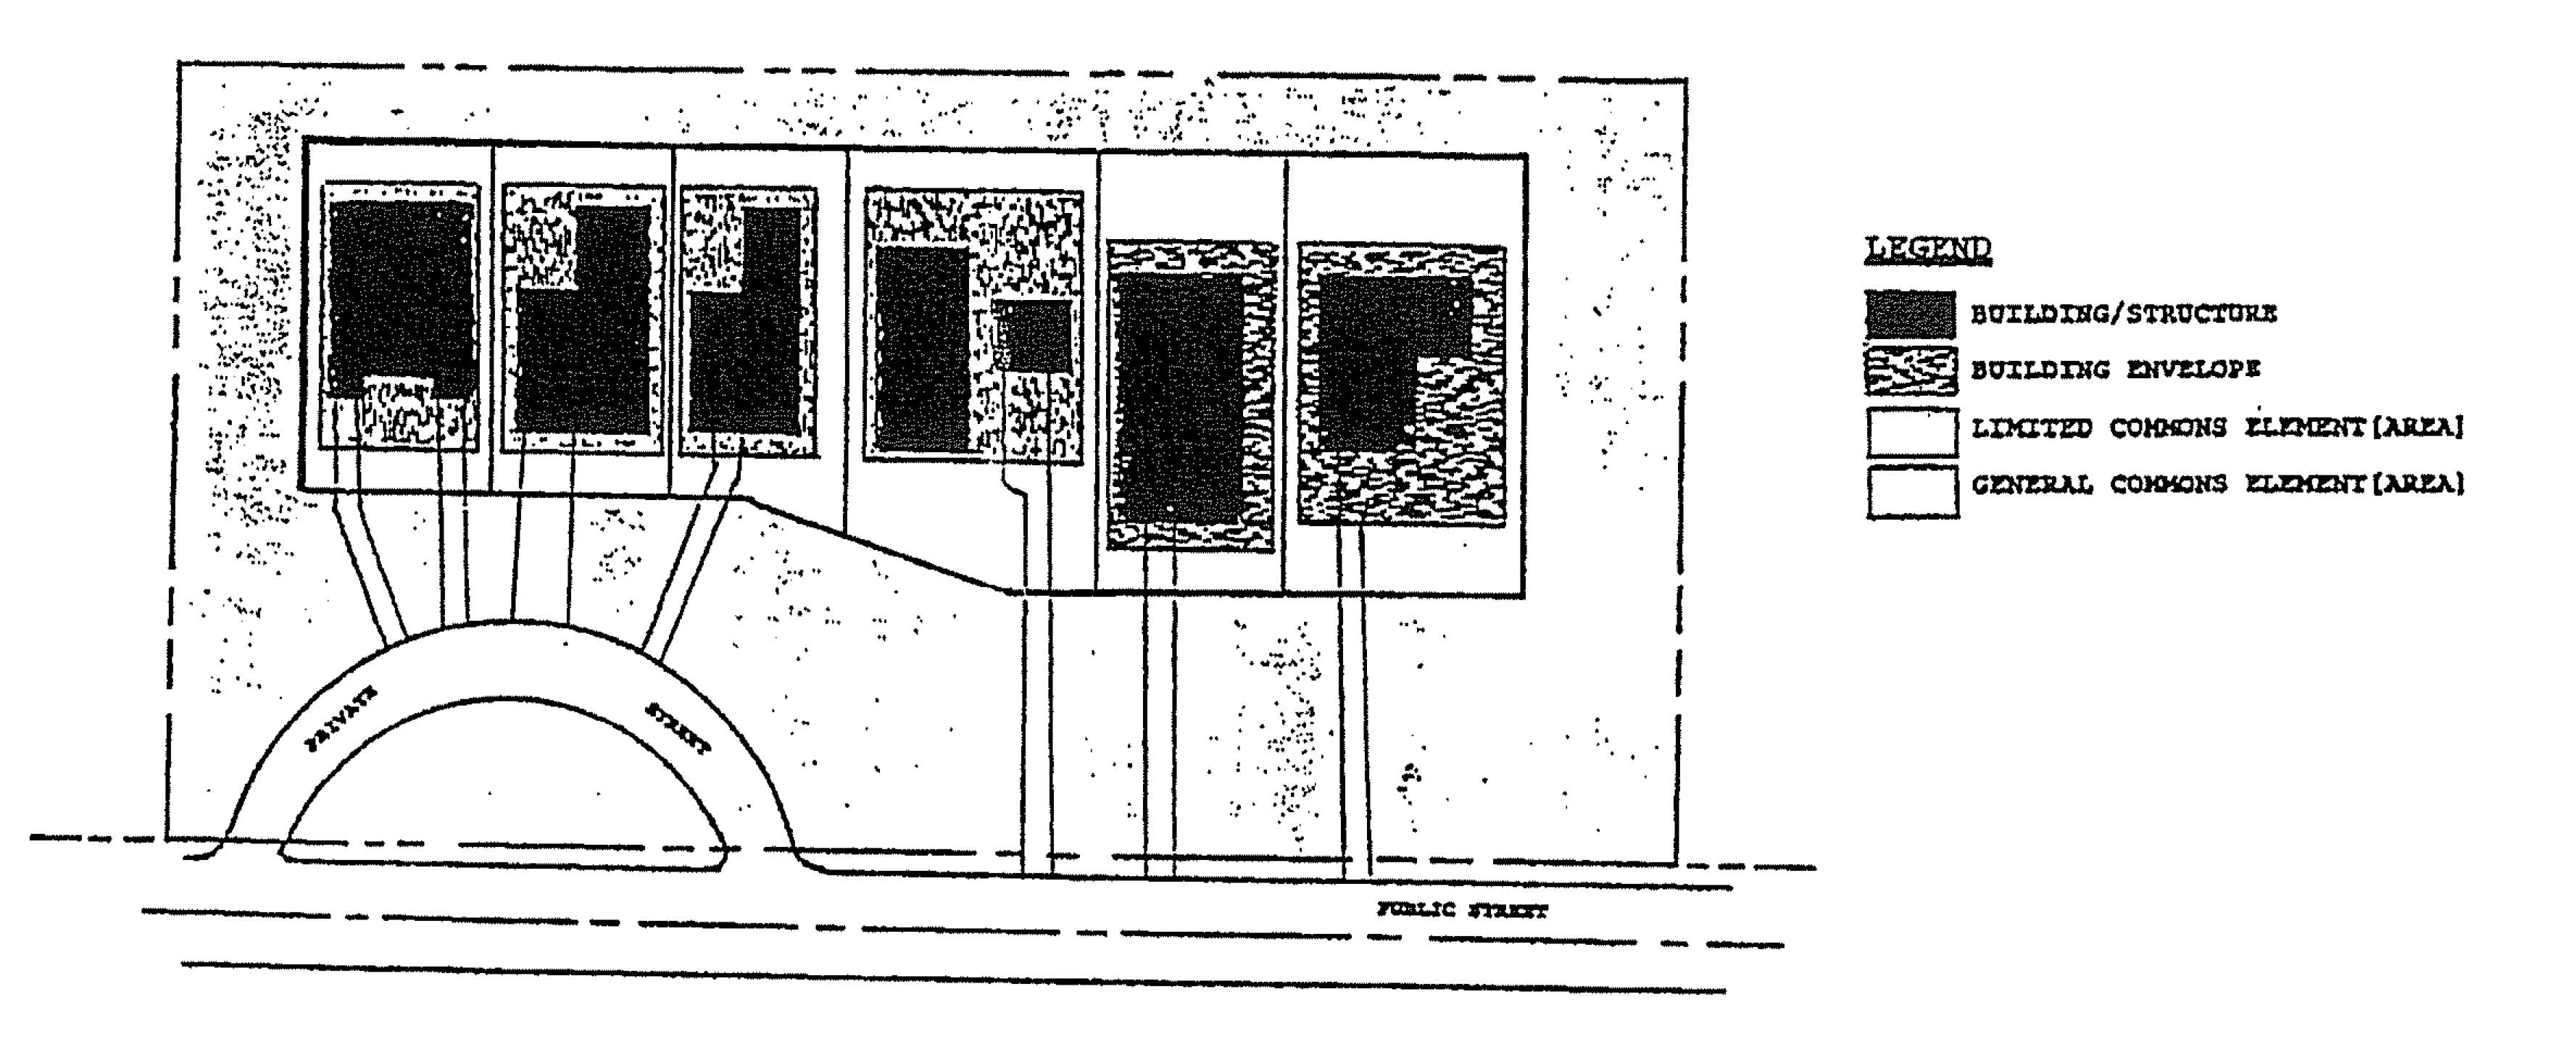 LEGEND
BUILDING/STRUCTURE
BUILDING ENVELOPE
LIMITED COMMONS ELEMENT[AREA]
GENERAL COMMONS ELEMENT[AREA]
PRIVATE STREET
PUBLIC STREET